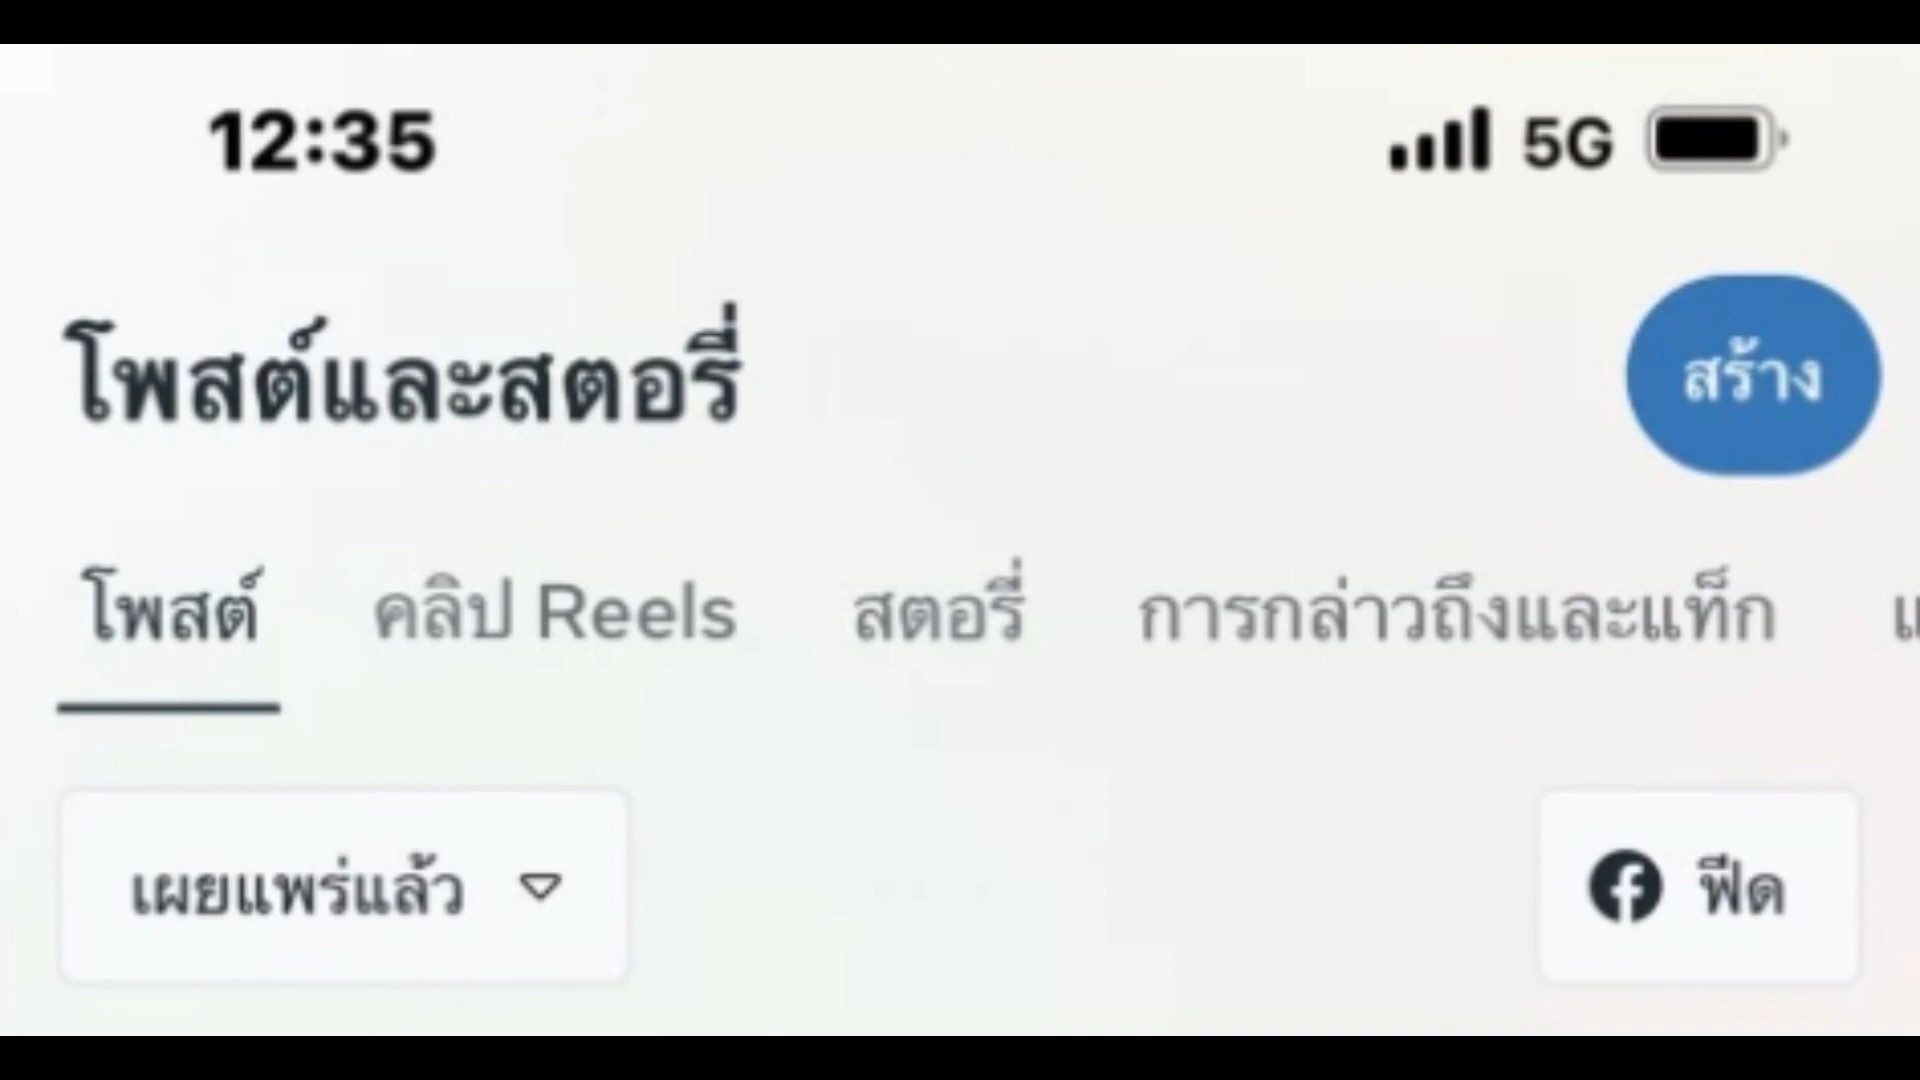 12:35 5G
โพสต์และสตอรี่ สร้าง
โพสต์ คลิป Reels สตอรี่ การกล่าวถึงและแท็ก
เผยแพร่แล้ว ฟีด